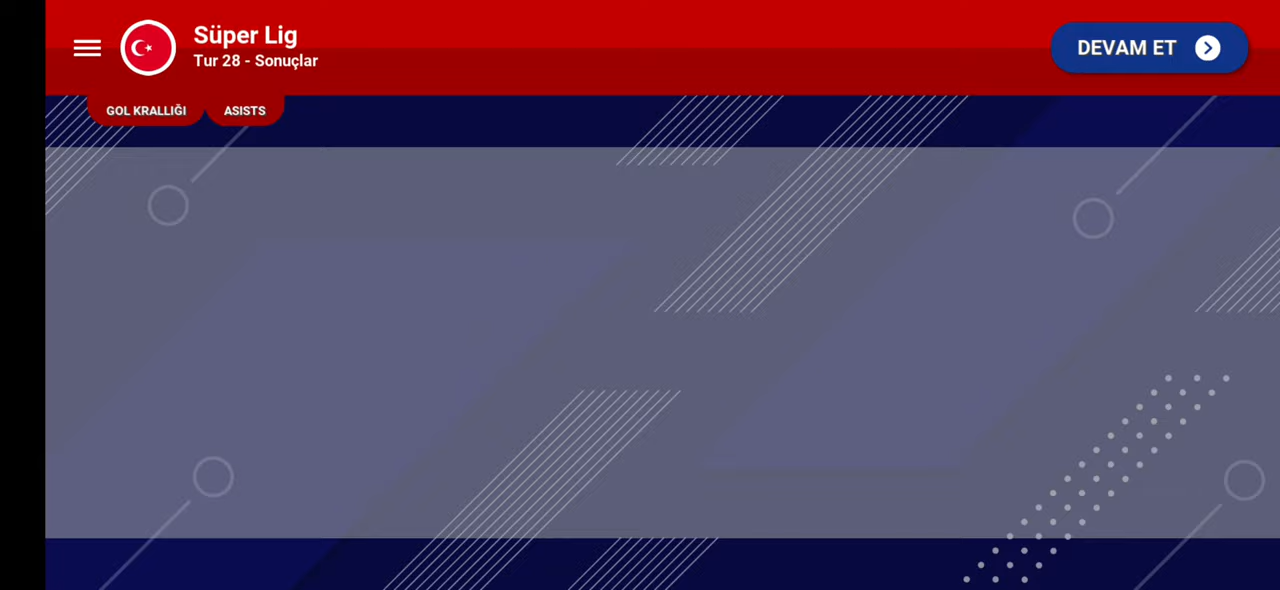 Süper Lig
Tur 28 - Sonuçlar
DEVAM ET
GOL KRALLIĞI
ASISTS